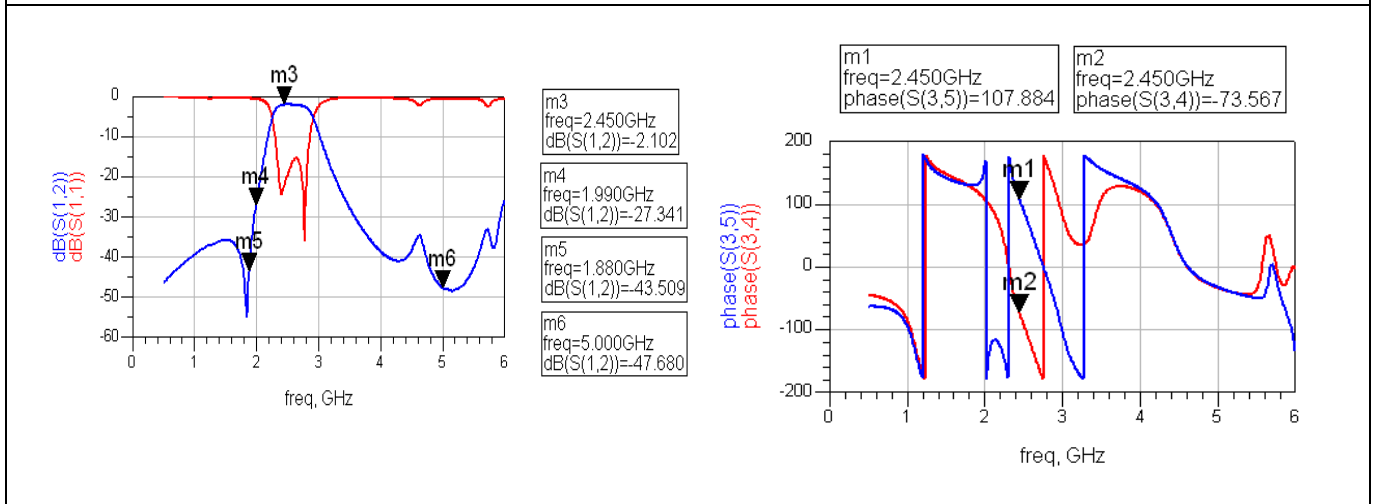 m3
0
-10
-20
-30
-40
-50
-60
m4
m5
m6
dB(S(1,2))
dB(S(1,1))
0 1 2 3 4 5 6
freq, GHz
m3
freq=2.450GHz
dB(S(1,2))=-2.102
m4
freq=1.990GHz
dB(S(1,2))=-27.341
m5
freq=1.880GHz
dB(S(1,2))=-43.509
m6
freq=5.000GHz
dB(S(1,2))=-47.680
m1
freq=2.450GHz
phase(S(3,5))=107.884
m2
freq=2.450GHz
phase(S(3,4))=-73.567
200
100
0
-100
-200
m1
m2
phase(S(3,5))
phase(S(3,4))
0 1 2 3 4 5 6
freq, GHz